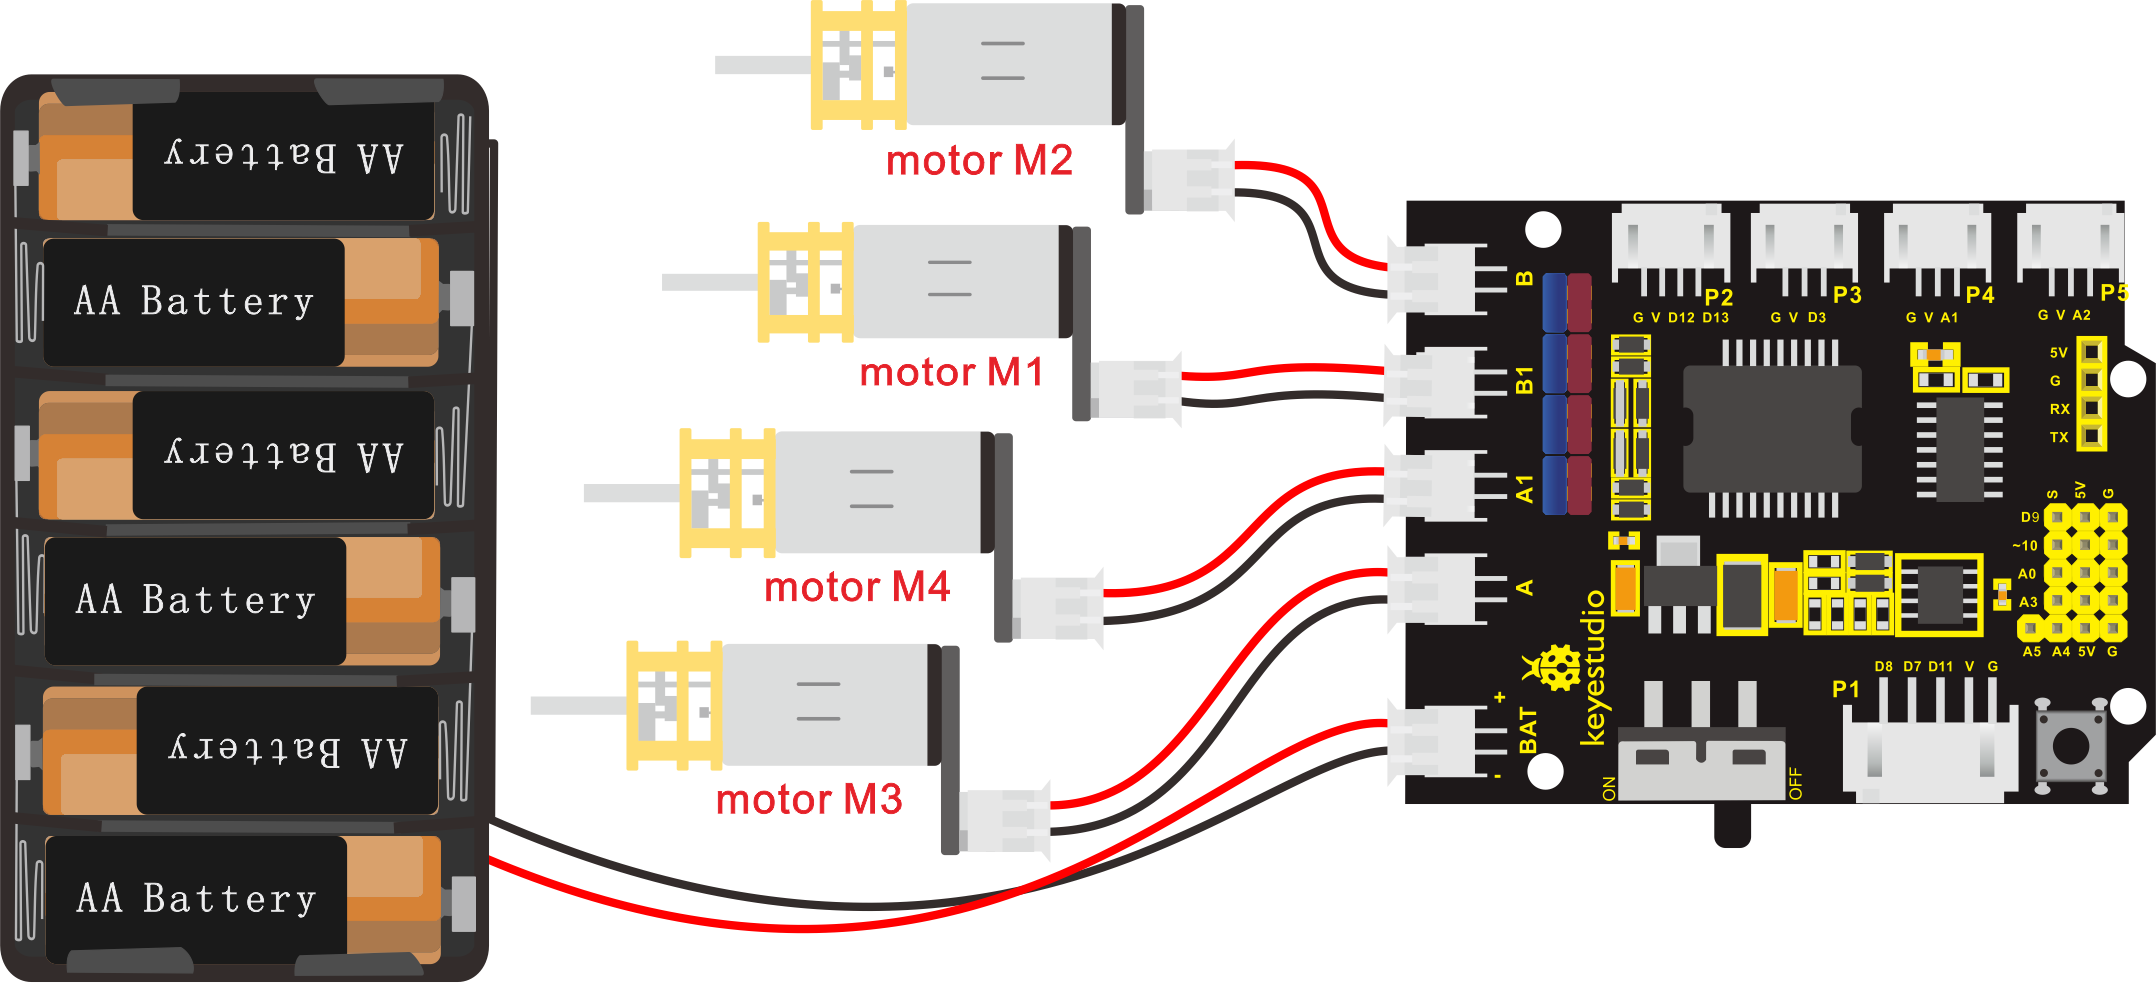 AA Battery
AA Battery
AA Battery
AA Battery
AA Battery
AA Battery
motor M2
motor M1
motor M4
motor M3
B
B1
A1
A
+
BAT
-
P2
G V D12 D13
P3
G V D3
P4
G V A1
P5
G V A2
5V
G
RX
TX
S 5V G
D9
~10
A0
A3
A5 A4 5V G
keyestudio
ON
OFF
P1
D8 D7 D11 V G